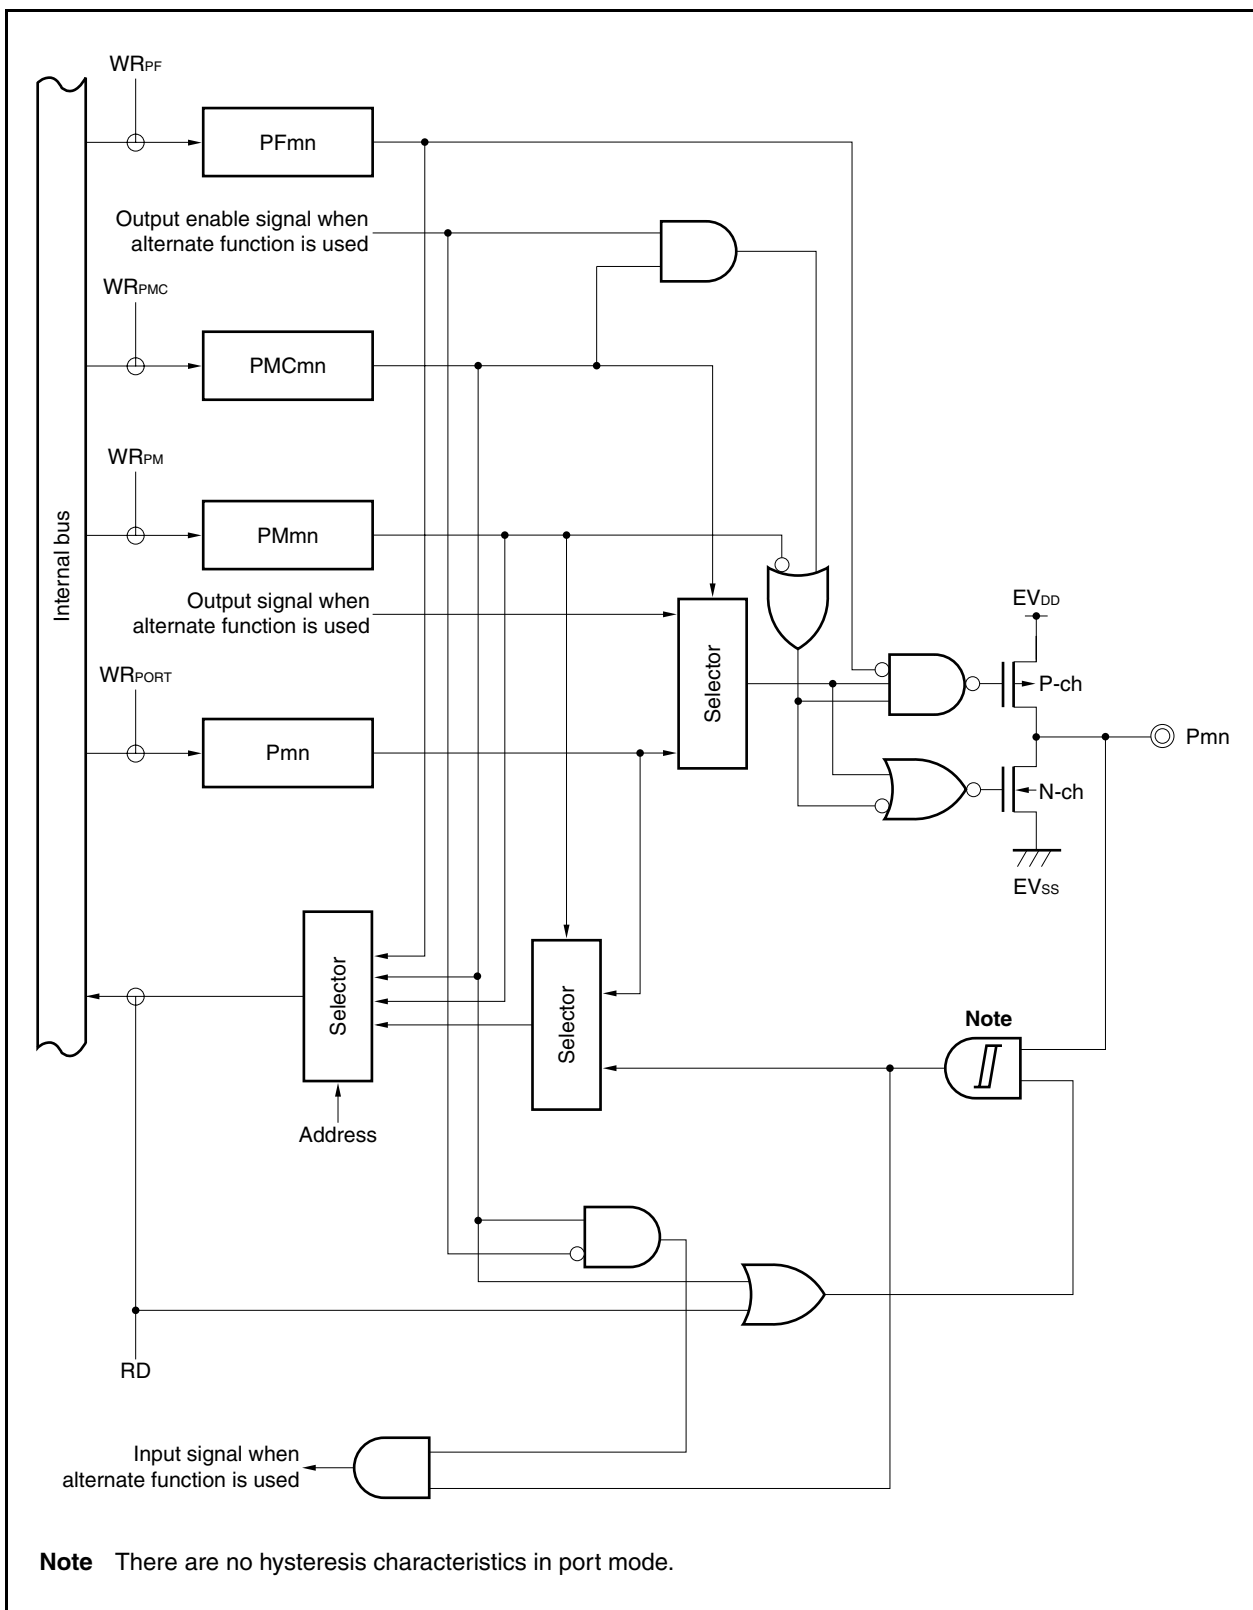 WRPF
PFmn
Output enable signal when
alternate function is used
WRPMC
PMCmn
WRPM
PMmn
Internal bus
Output signal when
alternate function is used
EVDD
Selector
P-ch
WRPORT
Pmn
Pmn
N-ch
EVSS
Selector
Selector
Note
Address
RD
Input signal when
alternate function is used
Note There are no hysteresis characteristics in port mode.